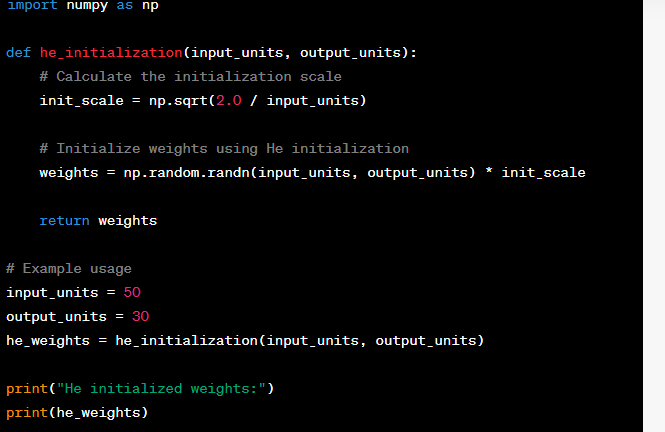 import numpy as np
def he_initialization(input_units, output_units):
# Calculate the initialization scale
init_scale = np.sqrt(2.0 / input_units)
# Initialize weights using He initialization
weights = np.random.randn(input_units, output_units) * init_scale
return weights
# Example usage
input_units = 50
output_units = 30
he_weights = he_initialization(input_units, output_units)
print("He initialized weights:")
print(he_weights)